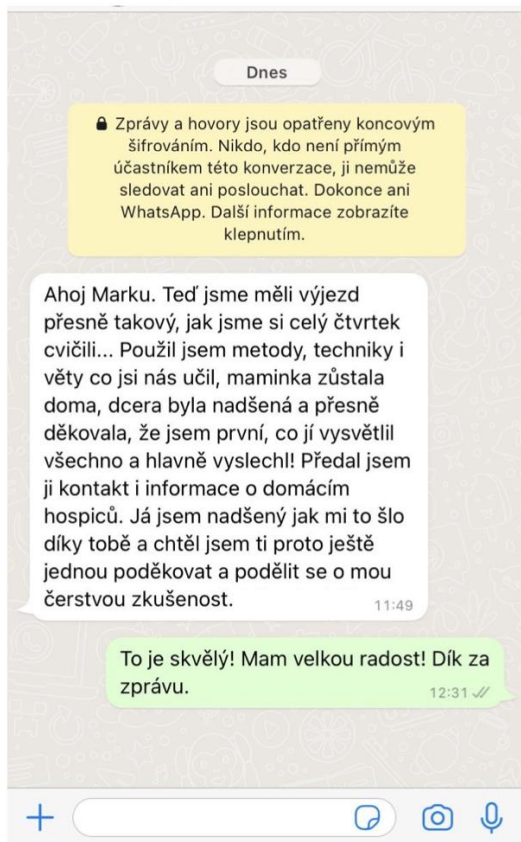 Dnes
Zprávy a hovory jsou opatřeny koncovým
šifrováním. Nikdo, kdo není přímým
účastníkem této konverzace, ji nemůže
sledovat ani poslouchat. Dokonce ani
WhatsApp. Další informace zobrazíte
klepnutím.
Ahoj Marku. Teď jsme měli výjezd
přesně takový, jak jsme si celý čtvrtek
cvičili... Použil jsem metody, techniky i
věty co jsi nás učil, maminka zůstala
doma, dcera byla nadšená a přesně
děkovala, že jsem první, co jí vysvětlil
všechno a hlavně vyslechl! Předal jsem
ji kontakt i informace o domácím
hospiců. Já jsem nadšený jak mi to šlo
díky tobě a chtěl jsem ti proto ještě
jednou poděkovat a podělit se o mou
čerstvou zkušenost.
11:49
To je skvělý! Mam velkou radost! Dík za
zprávu.
12:31